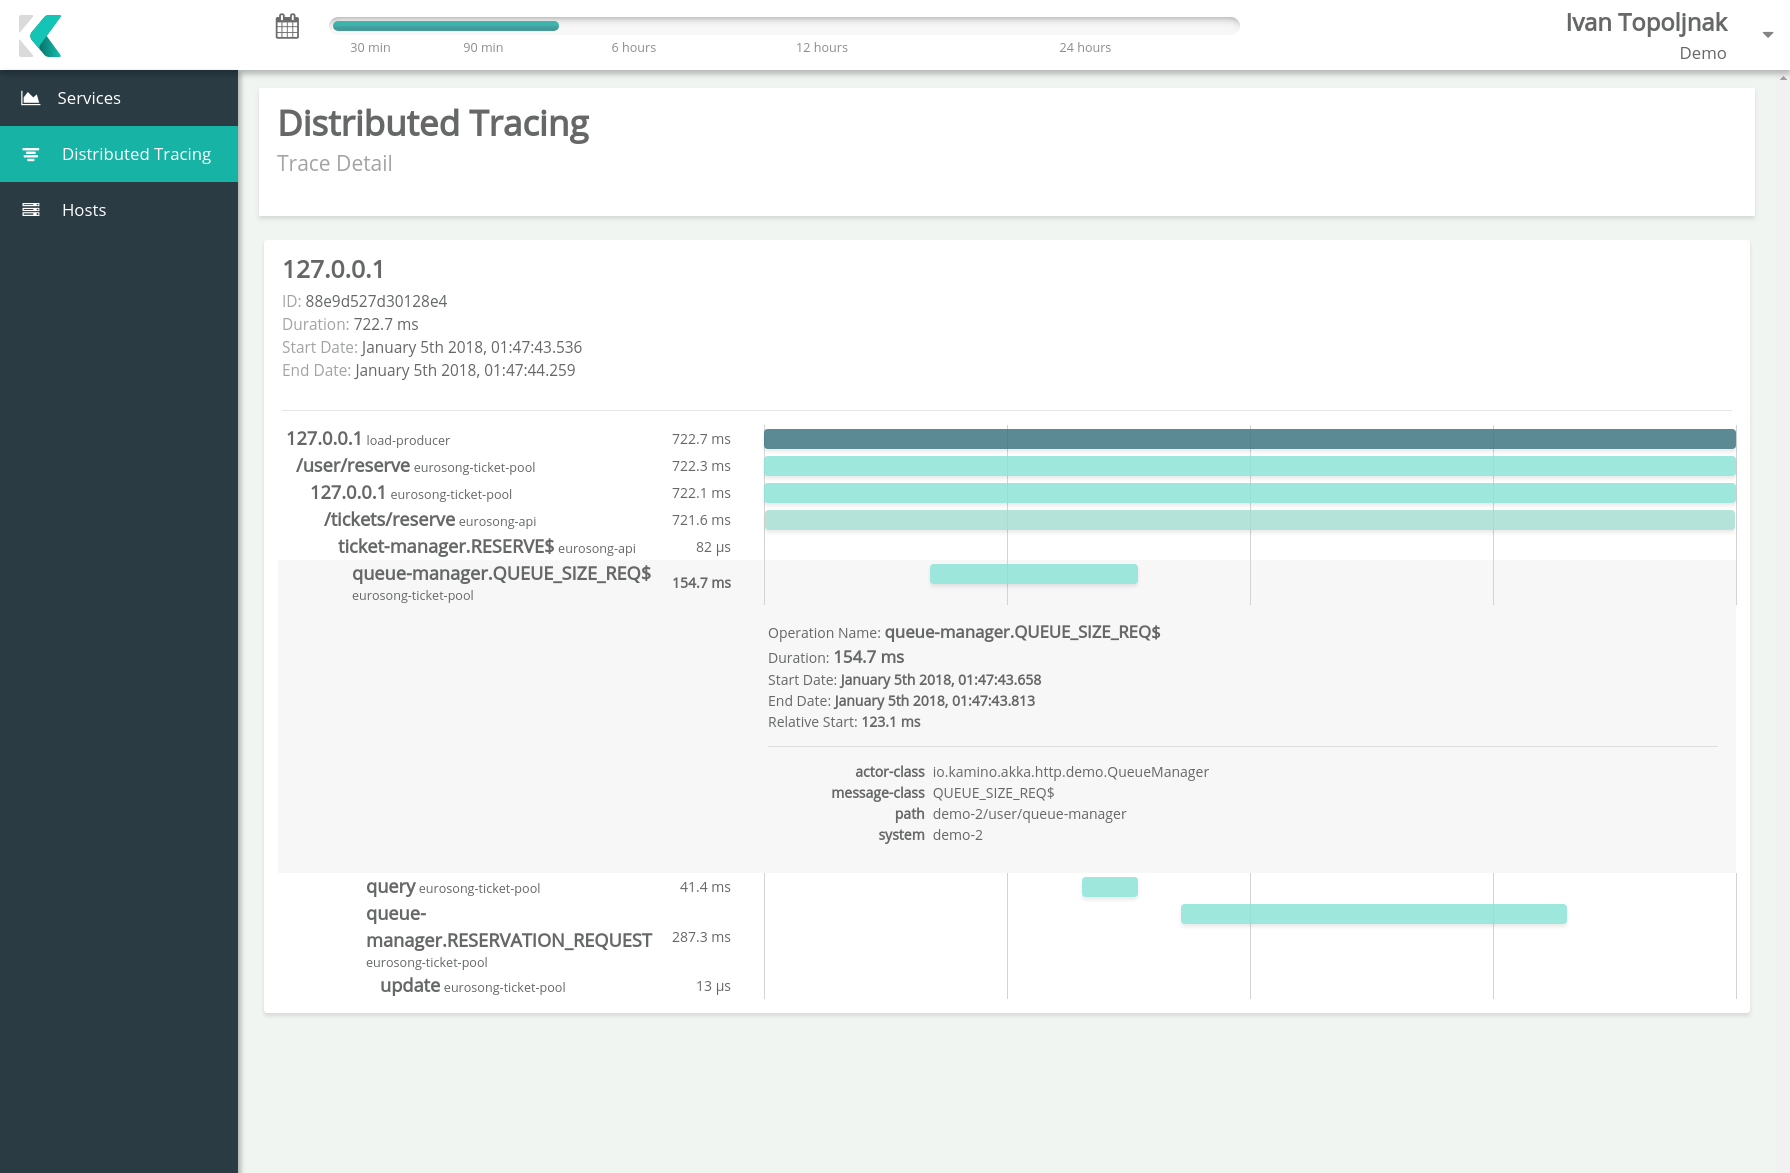 30 min 90 min 6 hours 12 hours 24 hours
Ivan Topoljnak
Demo
Services
Distributed Tracing
Hosts
Distributed Tracing
Trace Detail
127.0.0.1
ID: 88e9d527d30128e4
Duration: 722.7 ms
Start Date: January 5th 2018, 01:47:43.536
End Date: January 5th 2018, 01:47:44.259
127.0.0.1 load-producer 722.7 ms
/user/reserve eurosong-ticket-pool 722.3 ms
127.0.0.1 eurosong-ticket-pool 722.1 ms
/tickets/reserve eurosong-api 721.6 ms
ticket-manager.RESERVE$ eurosong-api 82 µs
queue-manager.QUEUE_SIZE_REQ$ 154.7 ms
eurosong-ticket-pool
Operation Name: queue-manager.QUEUE_SIZE_REQ$
Duration: 154.7 ms
Start Date: January 5th 2018, 01:47:43.658
End Date: January 5th 2018, 01:47:43.813
Relative Start: 123.1 ms
actor-class io.kamino.akka.http.demo.QueueManager
message-class QUEUE_SIZE_REQ$
path demo-2/user/queue-manager
system demo-2
query eurosong-ticket-pool 41.4 ms
queue-
manager.RESERVATION_REQUEST 287.3 ms
eurosong-ticket-pool
update eurosong-ticket-pool 13 µs